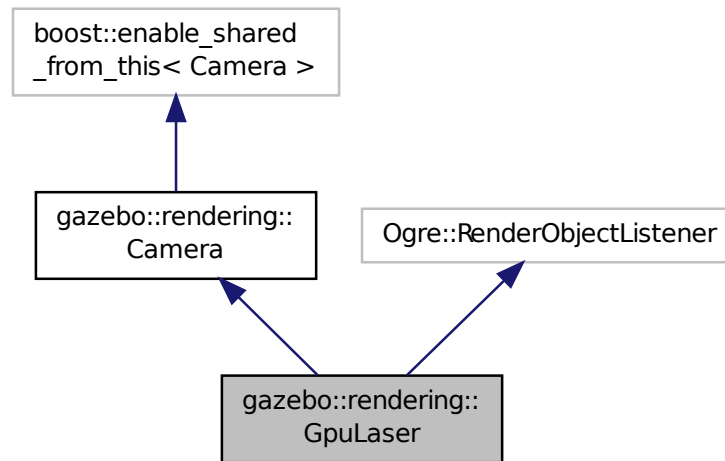 boost::enable_shared
_from_this< Camera >
gazebo::rendering::
Camera
Ogre::RenderObjectListener
gazebo::rendering::
GpuLaser